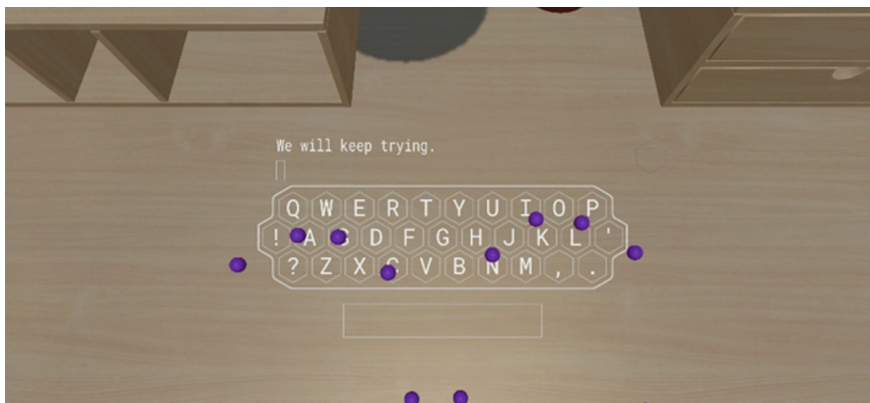 We will keep trying.
Q W E R T Y U I O P
! A S D F G H J K L '
? Z X C V B N M , .